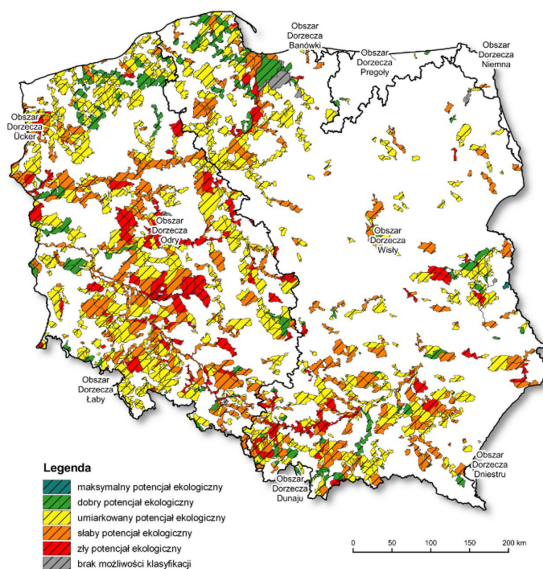 Obszar
Dorzecza
Banówki
Obszar
Dorzecza
Pregoły
Obszar
Dorzecza
Niemna
Obszar
Dorzecza
Ücker
Obszar
Dorzecza
Odry
Obszar
Dorzecza
Wisły
Obszar
Dorzecza
Łaby
Obszar
Dorzecza
Dunaju
Obszar
Dorzecza
Dniestru
Legenda
maksymalny potencjał ekologiczny
dobry potencjał ekologiczny
umiarkowany potencjał ekologiczny
słaby potencjał ekologiczny
zły potencjał ekologiczny
brak możliwości klasyfikacji
0 50 100 150 200 km